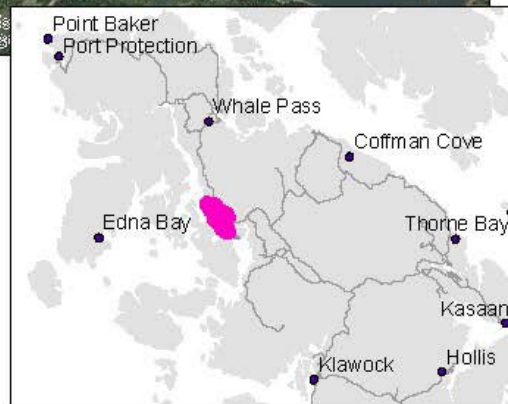 Point Baker
Port Protection
Whale Pass
Coffman Cove
Edna Bay
Thorne Bay
Kasaan
Klawock
Hollis